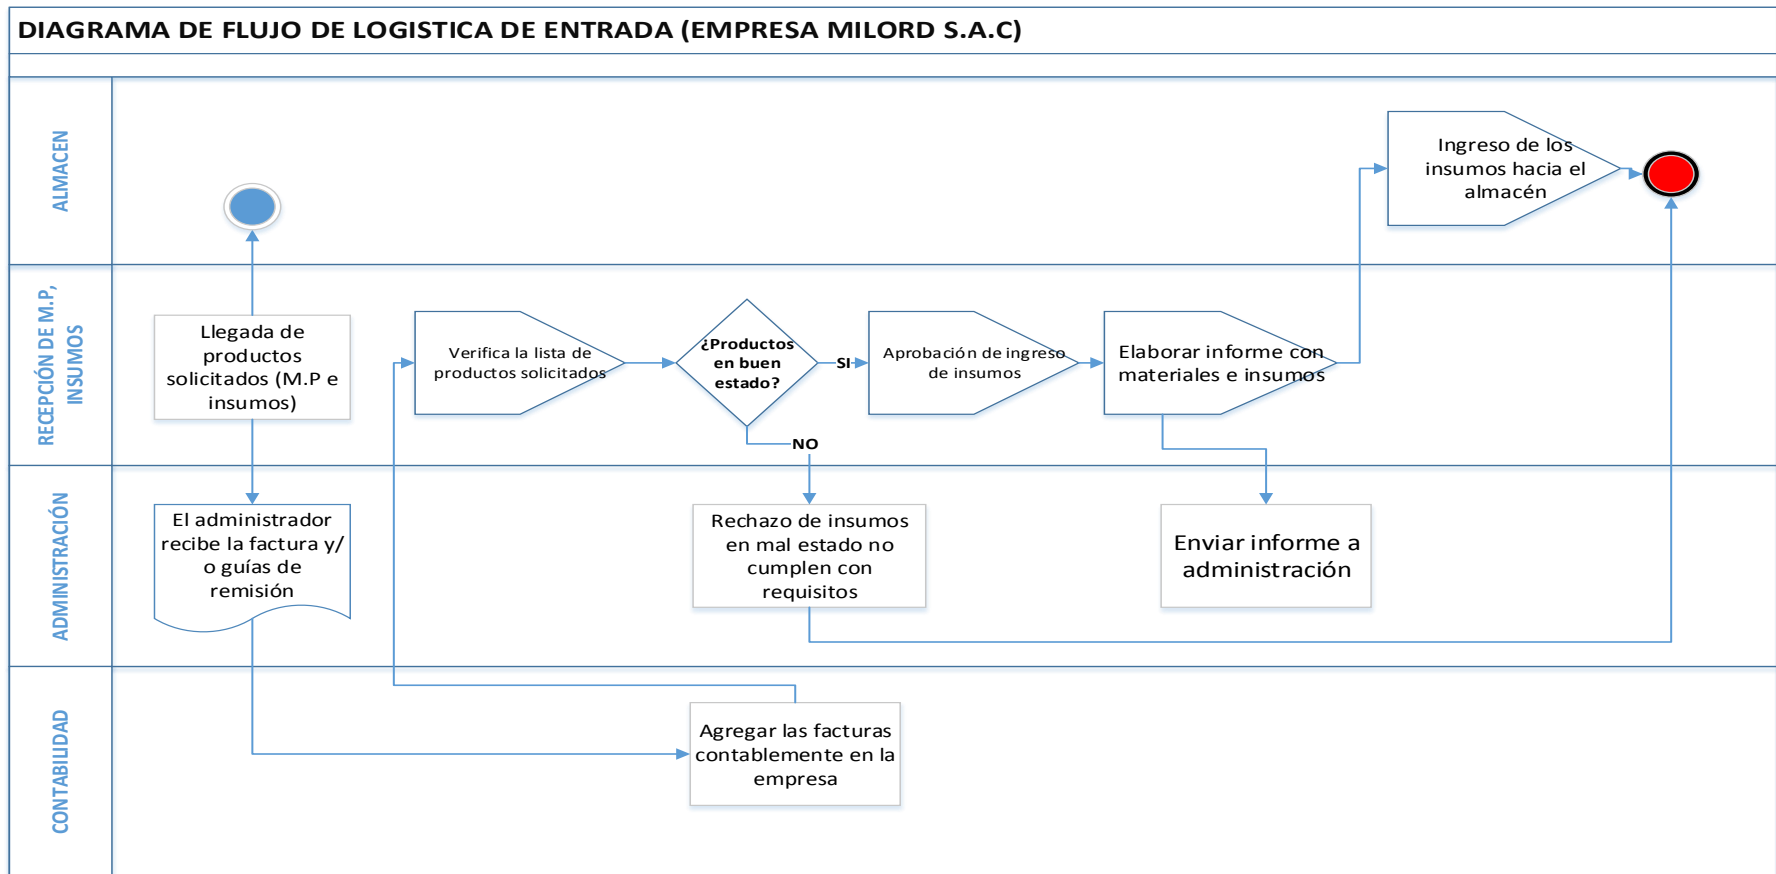 DIAGRAMA DE FLUJO DE LOGISTICA DE ENTRADA (EMPRESA MILORD S.A.C)
ALMACEN
Ingreso de los
insumos hacia el
almacén
RECEPCIÓN DE M.P,
INSUMOS
Llegada de
productos
solicitados (M.P e
insumos)
Verifica la lista de
productos solicitados
¿Productos
en buen
estado?
SI
NO
Aprobación de ingreso
de insumos
Elaborar informe con
materiales e insumos
ADMINISTRACIÓN
El administrador
recibe la factura y/
o guías de
remisión
Rechazo de insumos
en mal estado no
cumplen con
requisitos
Enviar informe a
administración
CONTABILIDAD
Agregar las facturas
contablemente en la
empresa